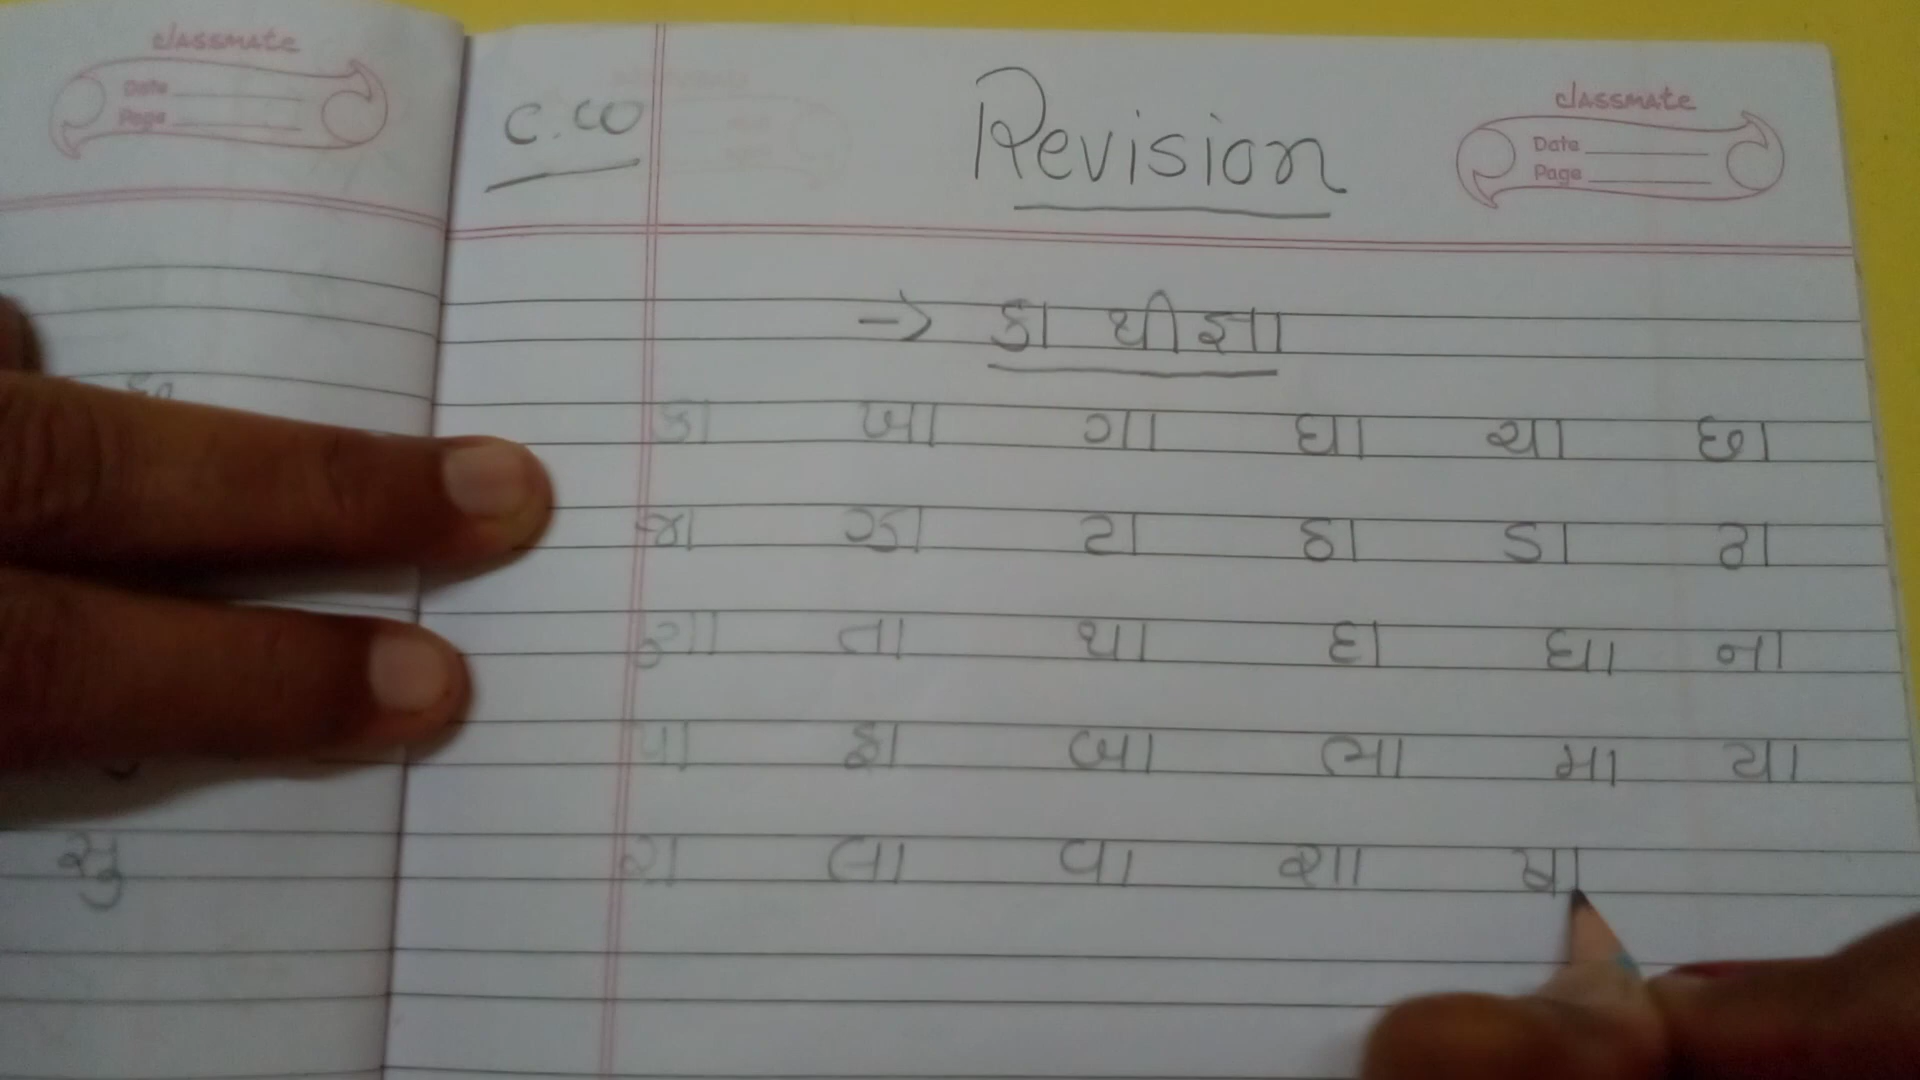 classmate
Date
Page
C.W
Revision
classmate
Date
Page
→ કા થી જ્ઞા
કા ખા ગા ઘા ચા છા
જા ઝા ટા ઠા ડા ઢા
ણા તા થા દા ધા ના
પા ફા બા ભા મા યા
રા લા વા શા ષા
સુ